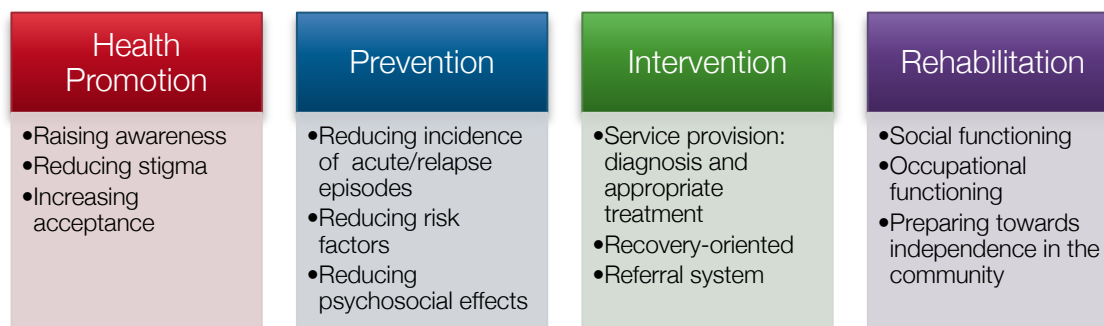 Health
Promotion
•Raising awareness
•Reducing stigma
•Increasing
acceptance
Prevention
•Reducing incidence
of acute/relapse
episodes
•Reducing risk
factors
•Reducing
psychosocial effects
Intervention
•Service provision:
diagnosis and
appropriate
treatment
•Recovery-oriented
•Referral system
Rehabilitation
•Social functioning
•Occupational
functioning
•Preparing towards
independence in the
community